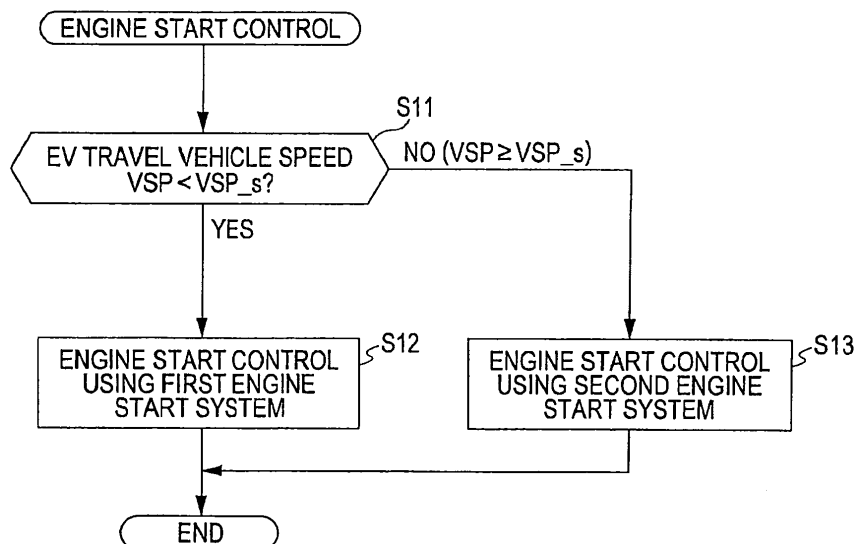 ENGINE START CONTROL
S11
EV TRAVEL VEHICLE SPEED
VSP < VSP_s?
NO (VSP ≥ VSP_s)
YES
S12
ENGINE START CONTROL
USING FIRST ENGINE
START SYSTEM
S13
ENGINE START CONTROL
USING SECOND ENGINE
START SYSTEM
END